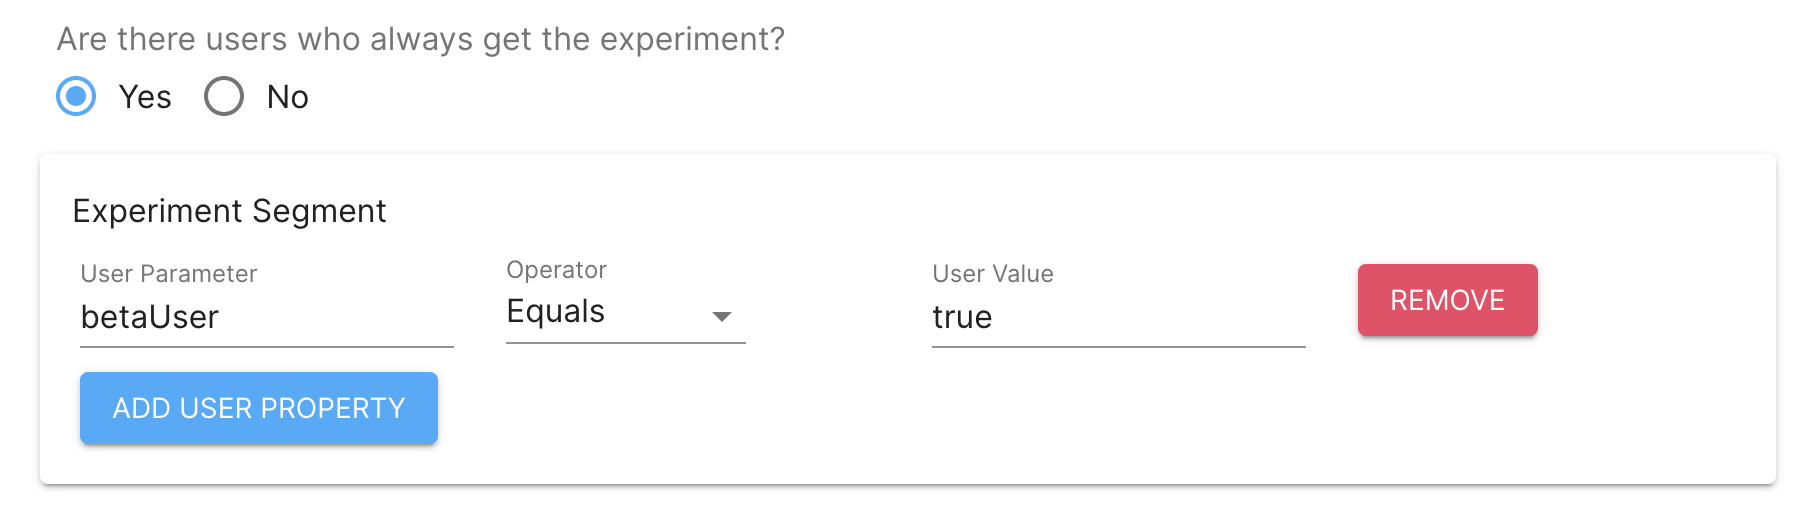 Are there users who always get the experiment?
Yes No
Experiment Segment
User Parameter Operator User Value
betaUser Equals true REMOVE
ADD USER PROPERTY